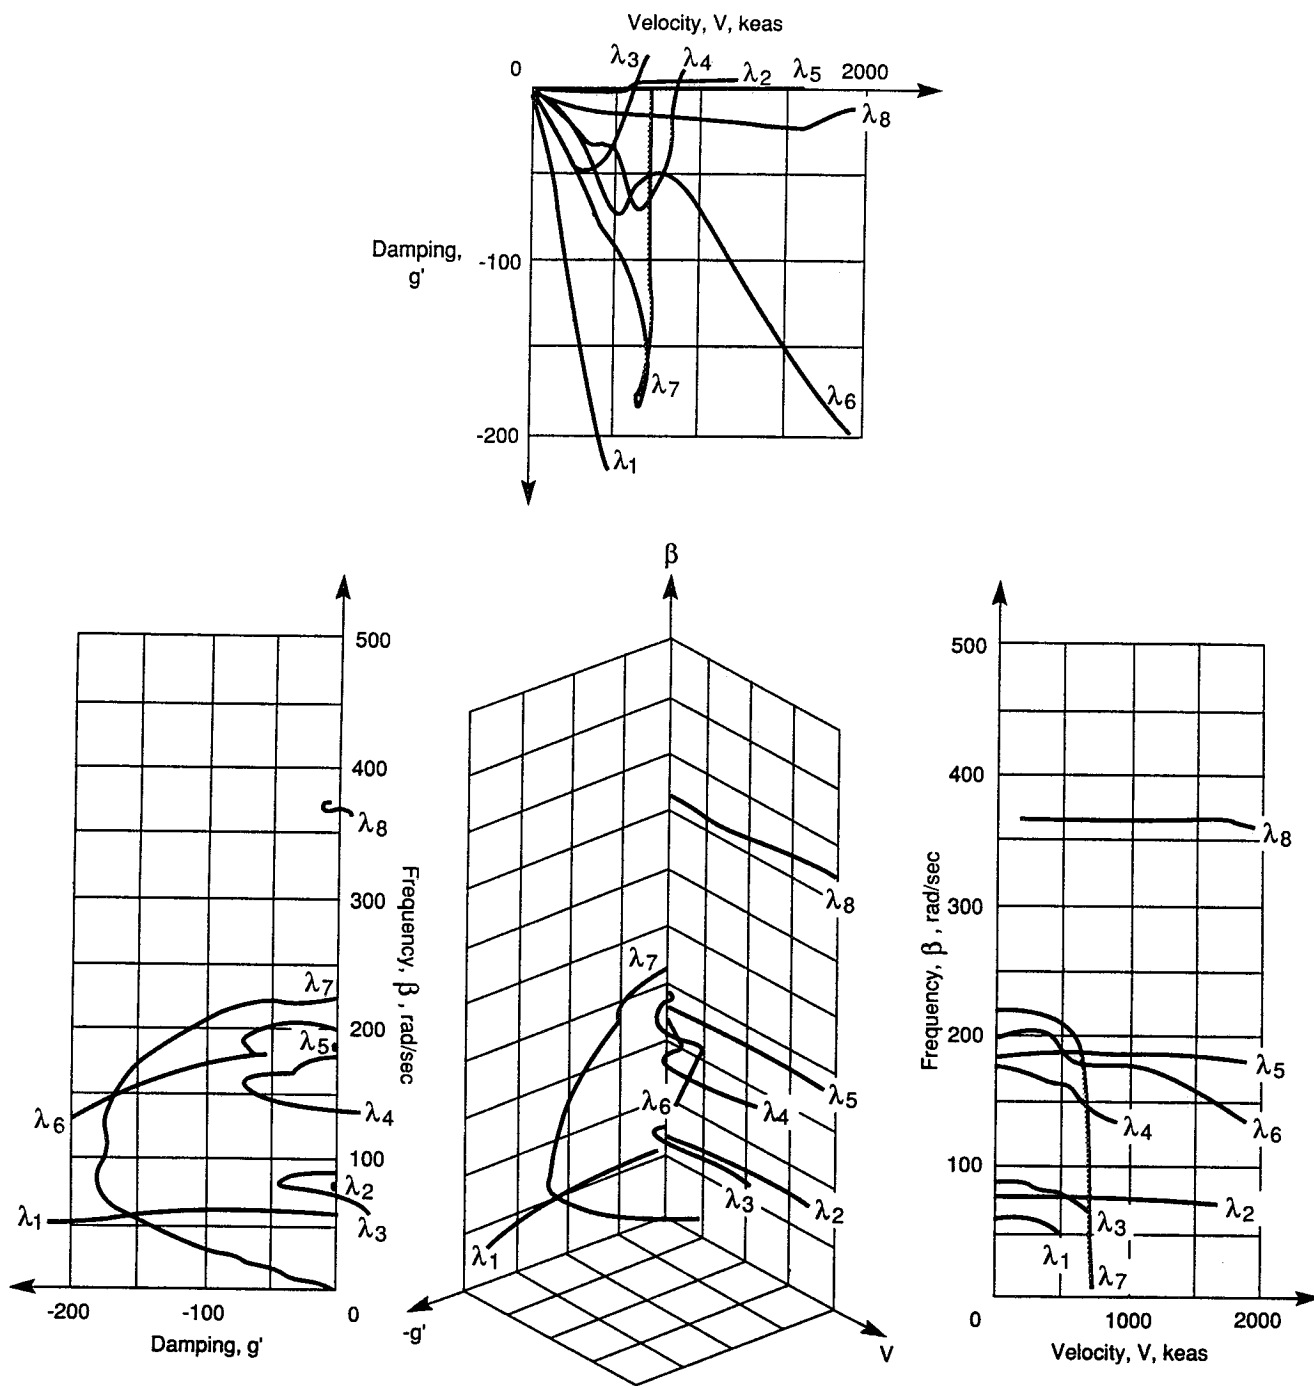 Velocity, V, keas
0
λ3
λ4
λ2
λ5
2000
λ8
Damping,
g'
-100
λ7
λ6
-200
λ1
500
400
λ8
300
Frequency, β, rad/sec
λ7
200
λ5
λ6
λ4
100
λ2
λ1
λ3
-200
-100
0
Damping, g'
β
λ8
λ7
λ5
λ6
λ4
λ3
λ2
λ1
-g'
V
500
400
λ8
300
Frequency, β, rad/sec
200
λ5
λ4
λ6
100
λ2
λ3
λ1
λ7
0
1000
2000
Velocity, V, keas